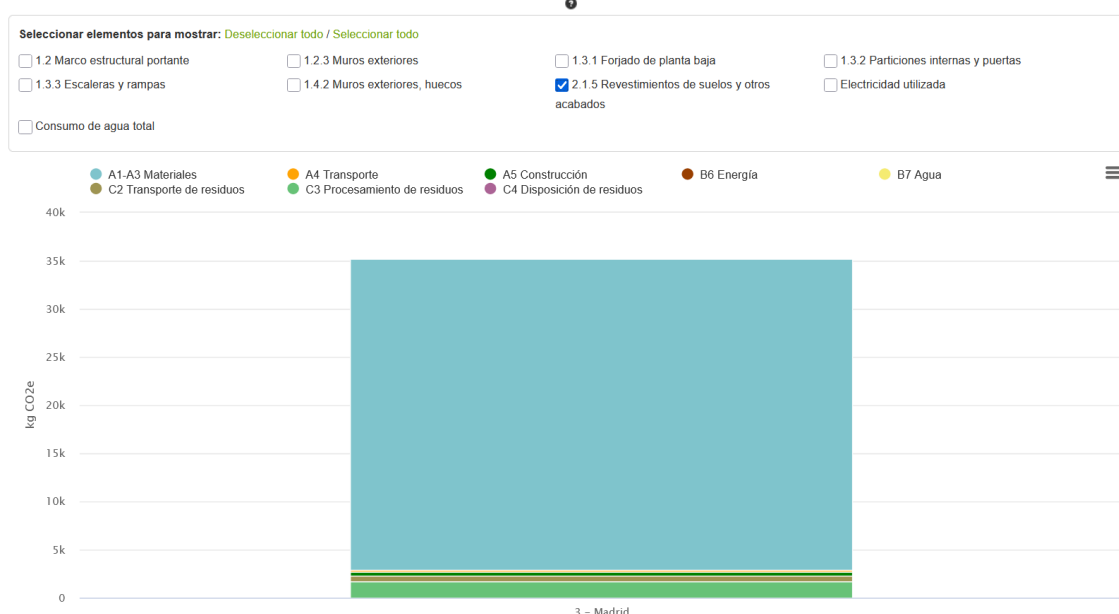 Seleccionar elementos para mostrar: Deseleccionar todo / Seleccionar todo
1.2 Marco estructural portante
1.2.3 Muros exteriores
1.3.1 Forjado de planta baja
1.3.2 Particiones internas y puertas
1.3.3 Escaleras y rampas
1.4.2 Muros exteriores, huecos
2.1.5 Revestimientos de suelos y otros
acabados
Electricidad utilizada
Consumo de agua total
A1-A3 Materiales
A4 Transporte
A5 Construcción
B6 Energía
B7 Agua
C2 Transporte de residuos
C3 Procesamiento de residuos
C4 Disposición de residuos
40k
35k
30k
25k
20k
15k
10k
5k
0
kg CO2e
3 - Madrid